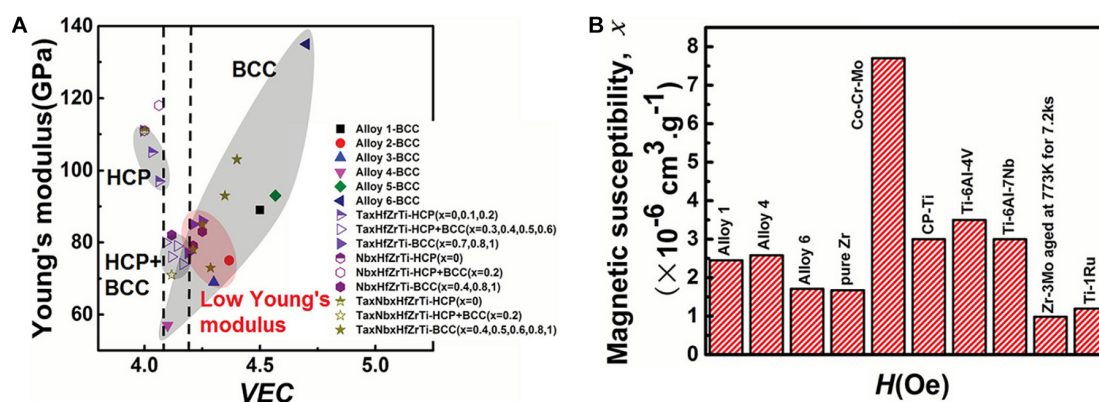 A
Young's modulus(GPa)
140
120
100
80
60
4.0
4.5
5.0
VEC
BCC
HCP
HCP+
BCC
Low Young's
modulus
Alloy 1-BCC
Alloy 2-BCC
Alloy 3-BCC
Alloy 4-BCC
Alloy 5-BCC
Alloy 6-BCC
TaxHfZrTi-HCP(x=0,0.1,0.2)
TaxHfZrTi-HCP+BCC(x=0.3,0.4,0.5,0.6)
TaxHfZrTi-BCC(x=0.7,0.8,1)
NbxHfZrTi-HCP(x=0)
NbxHfZrTi-HCP+BCC(x=0.2)
NbxHfZrTi-BCC(x=0.4,0.8,1)
TaxNbxHfZrTi-HCP(x=0)
TaxNbxHfZrTi-HCP+BCC(x=0.2)
TaxNbxHfZrTi-BCC(x=0.4,0.5,0.6,0.8,1)
B
Magnetic susceptibility, x
(×10-6 cm3.g-1)
8
7
6
5
4
3
2
1
0
Alloy 1
Alloy 4
Alloy 6
pure Zr
Co-Cr-Mo
CP-Ti
Ti-6Al-4V
Ti-6Al-7Nb
Zr-3Mo aged at 773K for 7.2ks
Ti-1Ru
H(Oe)